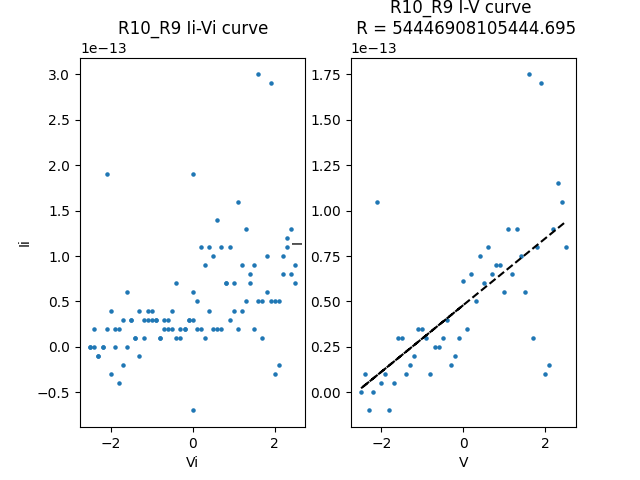 R10_R9 Ii-Vi curve
R10_R9 I-V curve
R = 54446908105444.695
1e−13
3.0
2.5
2.0
1.5
1.0
0.5
0.0
−0.5
Ii
−2
0
2
Vi
1e−13
1.75
1.50
1.25
1.00
0.75
0.50
0.25
0.00
I
−2
0
2
V